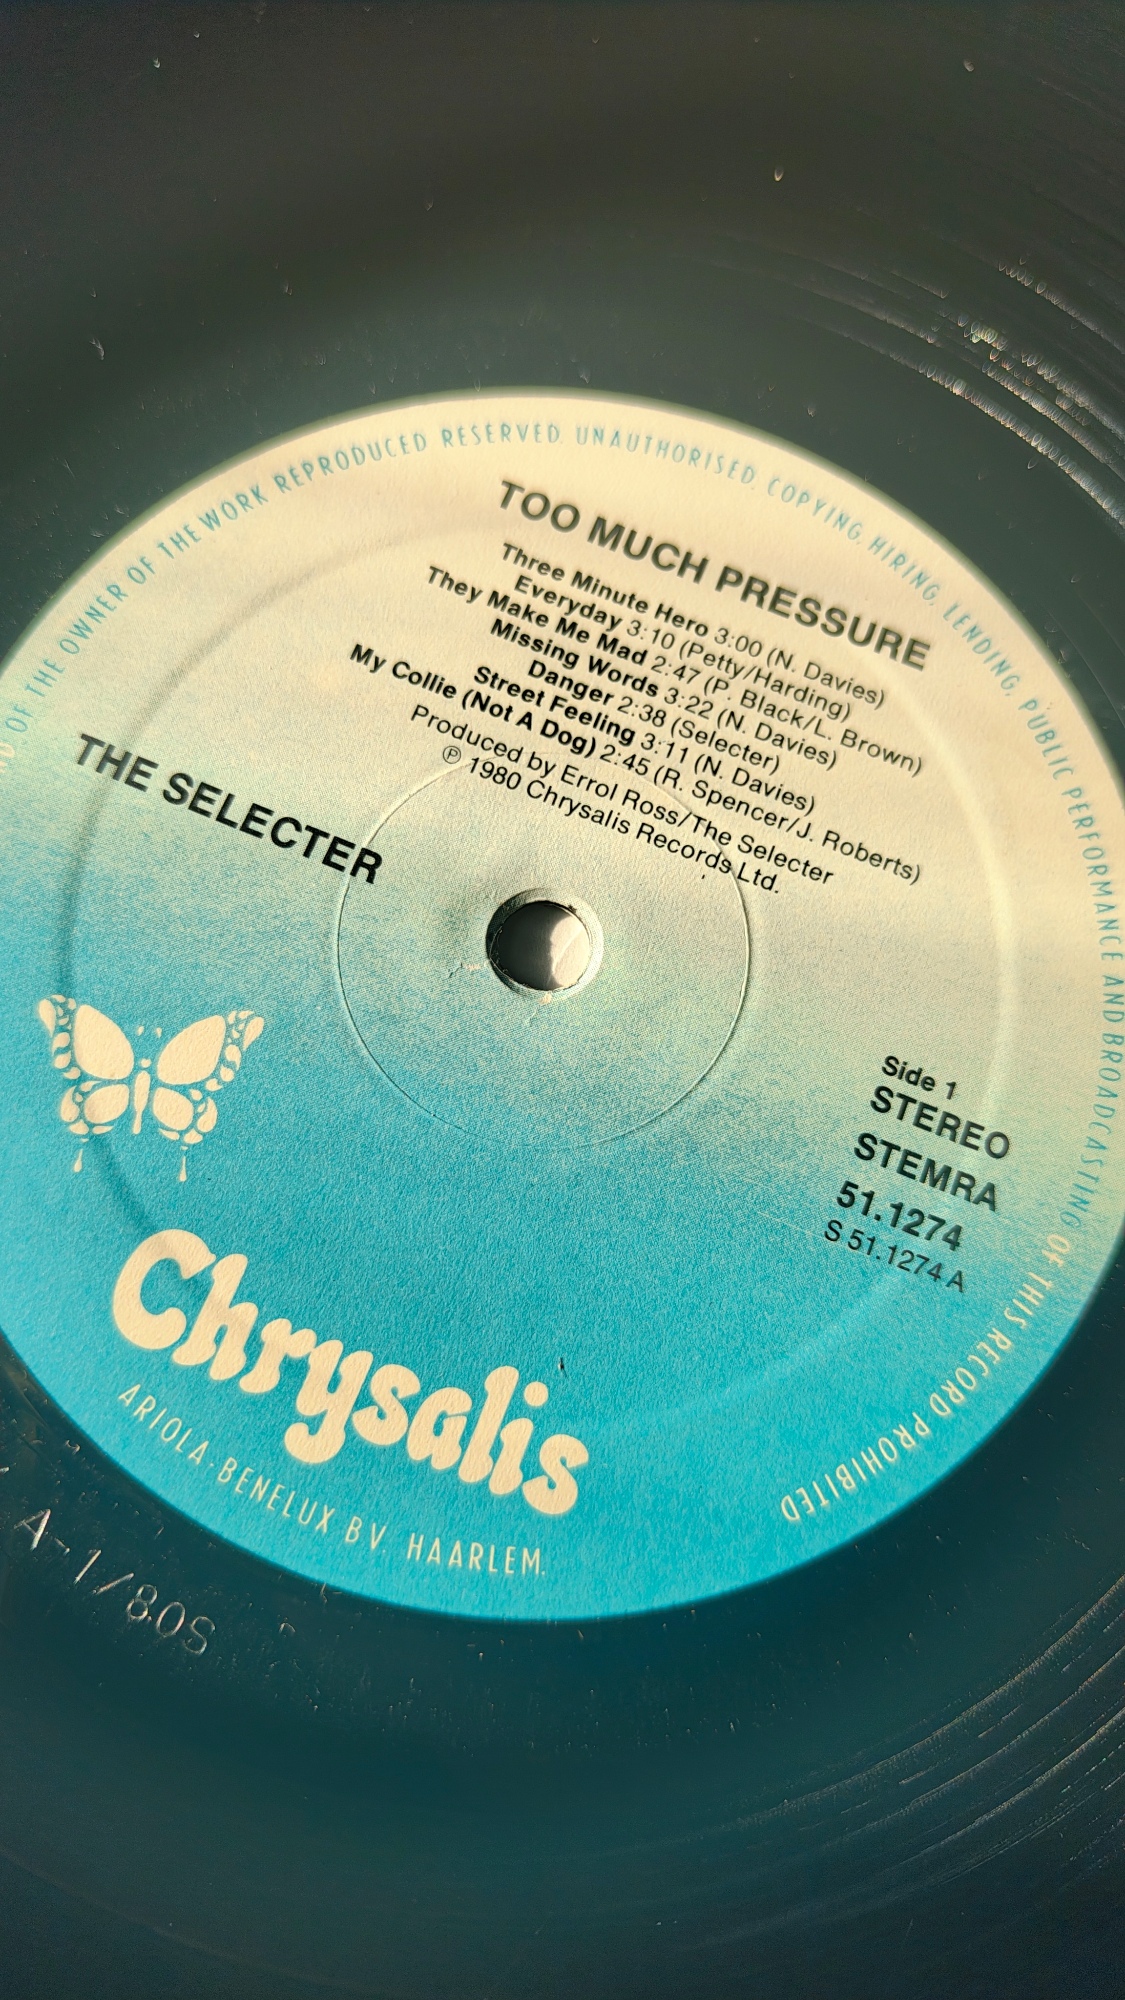 OF THE OWNER OF THE WORK REPRODUCED RESERVED. UNAUTHORISED, COPYING, HIRING, LENDING, PUBLIC PERFORMANCE AND BROADCASTING OF THIS RECORD PROHIBITED
TOO MUCH PRESSURE
Three Minute Hero 3:00 (N. Davies)
Everyday 3:10 (Petty/Harding)
They Make Me Mad 2:47 (P. Black/L. Brown)
Missing Words 3:22 (N. Davies)
Danger 2:38 (Selecter)
Street Feeling 3:11 (N. Davies)
My Collie (Not A Dog) 2:45 (R. Spencer/J. Roberts)
Produced by Errol Ross/The Selecter
℗ 1980 Chrysalis Records Ltd.
THE SELECTER
Side 1
STEREO
STEMRA
51.1274
S 51.1274 A
Chrysalis
ARIOLA-BENELUX BV. HAARLEM.
A-1/80S